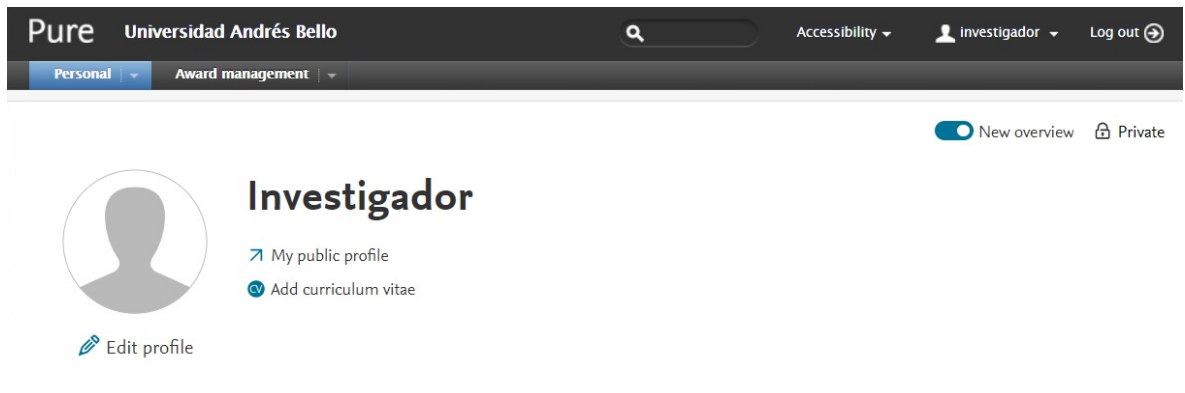 Pure Universidad Andrés Bello Accessibility investigador Log out
Personal Award management
New overview Private
Investigador
My public profile
CV Add curriculum vitae
Edit profile